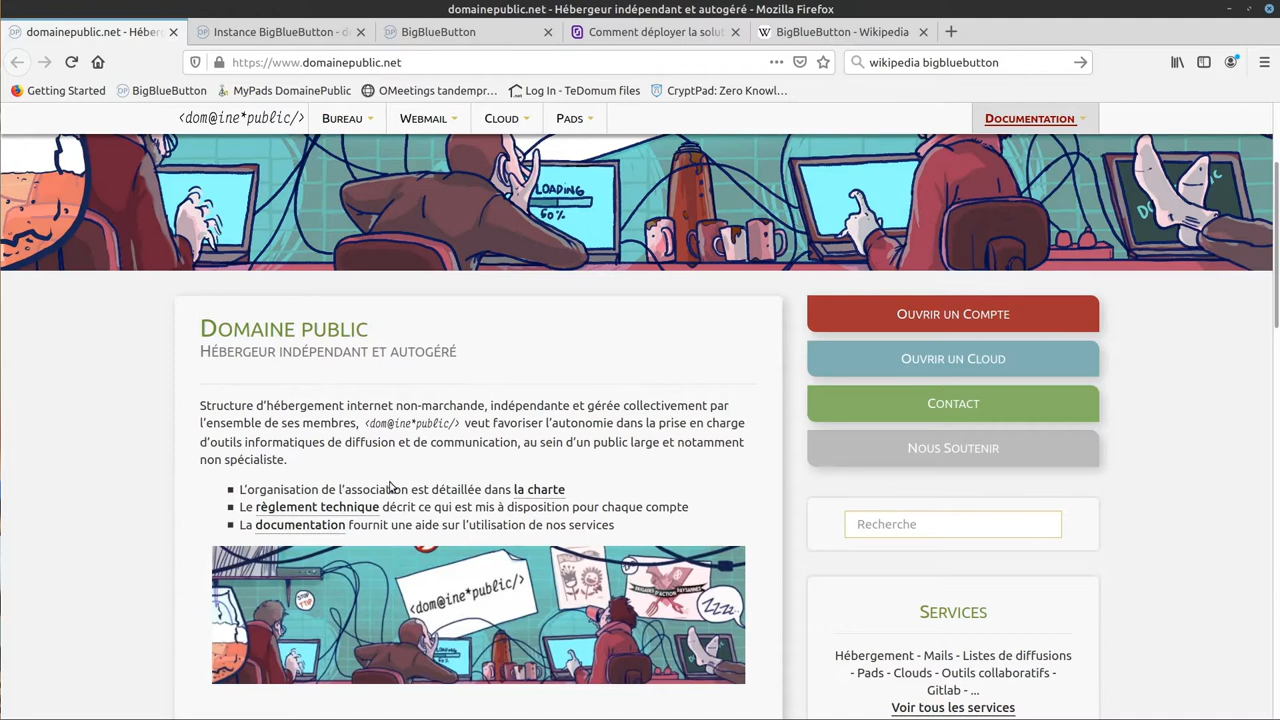 domainepublic.net - Hébergeur indépendant et autogéré - Mozilla Firefox
domainepublic.net - Héberg
Instance BigBlueButton - d
BigBlueButton
Comment déployer la solut
BigBlueButton - Wikipedia
https://www.domainepublic.net
wikipedia bigbluebutton
Getting Started
BigBlueButton
MyPads DomainePublic
OMeetings tandempr…
Log In - TeDomum files
CryptPad: Zero Knowl…
<dom@ine*public/>
Bureau
Webmail
Cloud
Pads
Documentation
LOADING
60%
Domaine public
Hébergeur indépendant et autogéré
Structure d'hébergement internet non-marchande, indépendante et gérée collectivement par
l'ensemble de ses membres, <dom@ine*public/> veut favoriser l'autonomie dans la prise en charge
d'outils informatiques de diffusion et de communication, au sein d'un public large et notamment
non spécialiste.
L'organisation de l'association est détaillée dans la charte
Le règlement technique décrit ce qui est mis à disposition pour chaque compte
La documentation fournit une aide sur l'utilisation de nos services
STOP
<dom@ine*public/>
BRIGADES D'ACTION PAYSANNES
ZZZ
Ouvrir un Compte
Ouvrir un Cloud
Contact
Nous Soutenir
Recherche
Services
Hébergement - Mails - Listes de diffusions
- Pads - Clouds - Outils collaboratifs -
Gitlab - ...
Voir tous les services